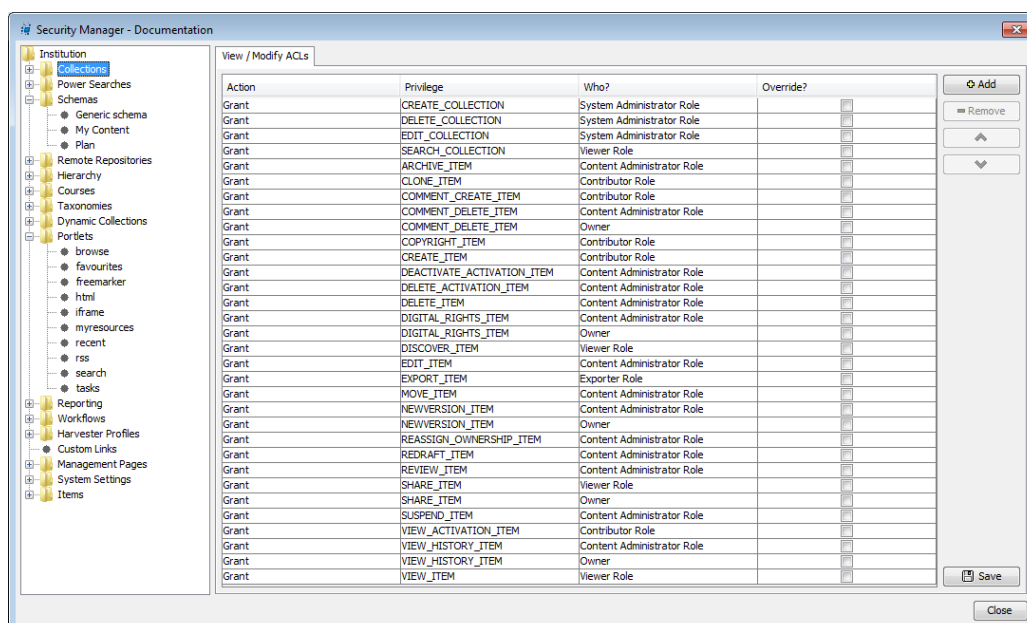 Security Manager - Documentation
Institution
Collections
Power Searches
Schemas
Generic schema
My Content
Plan
Remote Repositories
Hierarchy
Courses
Taxonomies
Dynamic Collections
Portlets
browse
favourites
freemarker
html
iframe
myresources
recent
rss
search
tasks
Reporting
Workflows
Harvester Profiles
Custom Links
Management Pages
System Settings
Items
View / Modify ACLs
Action Privilege Who? Override?
Grant CREATE_COLLECTION System Administrator Role
Grant DELETE_COLLECTION System Administrator Role
Grant EDIT_COLLECTION System Administrator Role
Grant SEARCH_COLLECTION Viewer Role
Grant ARCHIVE_ITEM Content Administrator Role
Grant CLONE_ITEM Contributor Role
Grant COMMENT_CREATE_ITEM Contributor Role
Grant COMMENT_DELETE_ITEM Content Administrator Role
Grant COMMENT_DELETE_ITEM Owner
Grant COPYRIGHT_ITEM Contributor Role
Grant CREATE_ITEM Contributor Role
Grant DEACTIVATE_ACTIVATION_ITEM Content Administrator Role
Grant DELETE_ACTIVATION_ITEM Content Administrator Role
Grant DELETE_ITEM Content Administrator Role
Grant DIGITAL_RIGHTS_ITEM Content Administrator Role
Grant DIGITAL_RIGHTS_ITEM Owner
Grant DISCOVER_ITEM Viewer Role
Grant EDIT_ITEM Content Administrator Role
Grant EXPORT_ITEM Exporter Role
Grant MOVE_ITEM Content Administrator Role
Grant NEWVERSION_ITEM Content Administrator Role
Grant NEWVERSION_ITEM Owner
Grant REASSIGN_OWNERSHIP_ITEM Content Administrator Role
Grant REDRAFT_ITEM Content Administrator Role
Grant REVIEW_ITEM Content Administrator Role
Grant SHARE_ITEM Viewer Role
Grant SHARE_ITEM Owner
Grant SUSPEND_ITEM Content Administrator Role
Grant VIEW_ACTIVATION_ITEM Contributor Role
Grant VIEW_HISTORY_ITEM Content Administrator Role
Grant VIEW_HISTORY_ITEM Owner
Grant VIEW_ITEM Viewer Role
Add
Remove
Save
Close